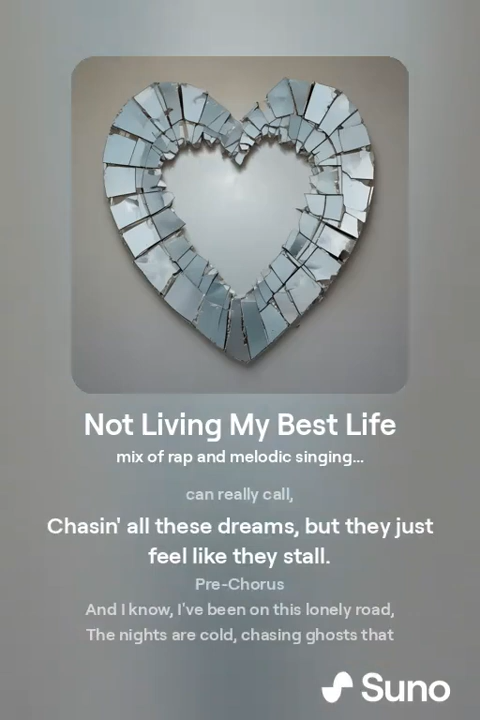 Not Living My Best Life
mix of rap and melodic singing...
can really call,
Chasin' all these dreams, but they just
feel like they stall.
Pre-Chorus
And I know, I've been on this lonely road,
The nights are cold, chasing ghosts that
Suno